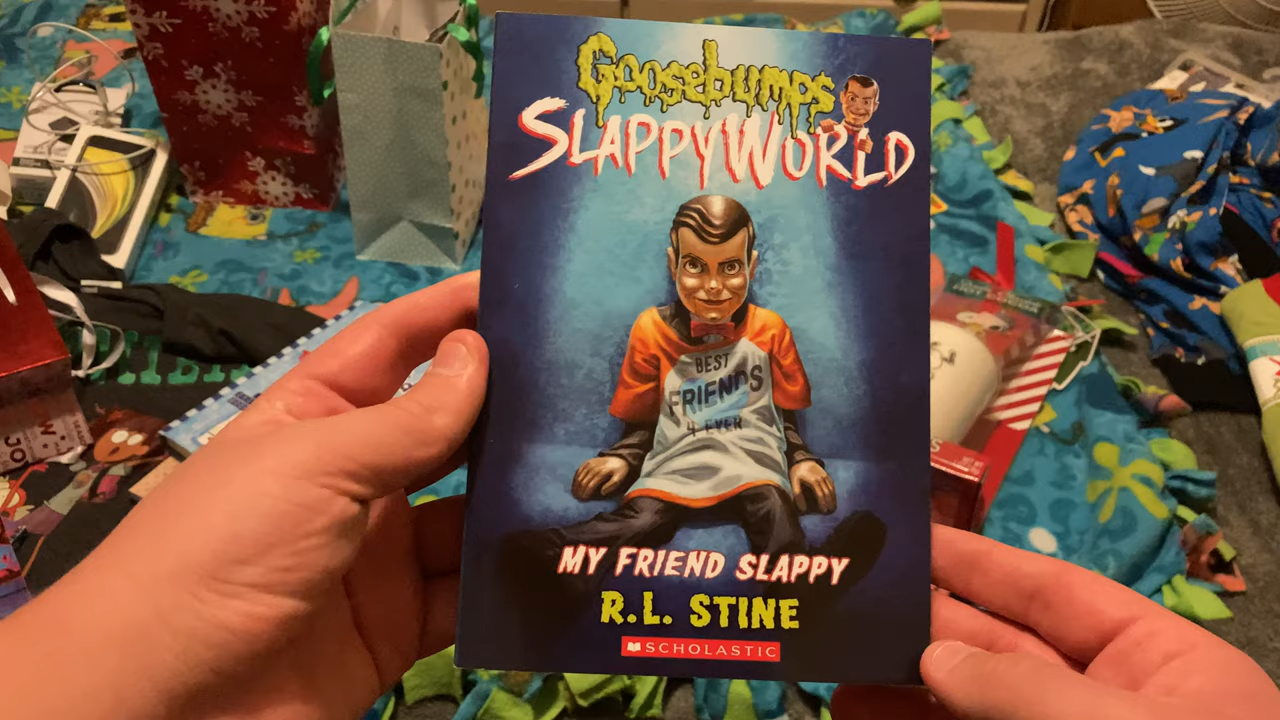 Goosebumps
SLAPPYWORLD
BEST
FRIENDS
4 EVER
MY FRIEND SLAPPY
R.L. STINE
SCHOLASTIC